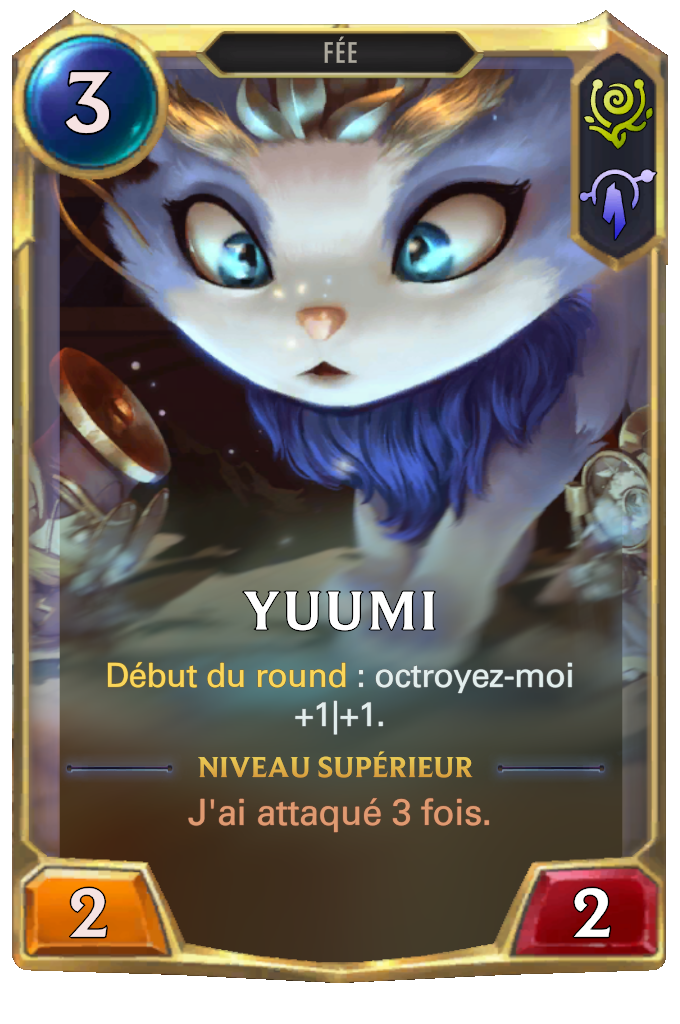 3
FÉE
YUUMI
Début du round : octroyez-moi
+1|+1.
NIVEAU SUPÉRIEUR
J'ai attaqué 3 fois.
2
2